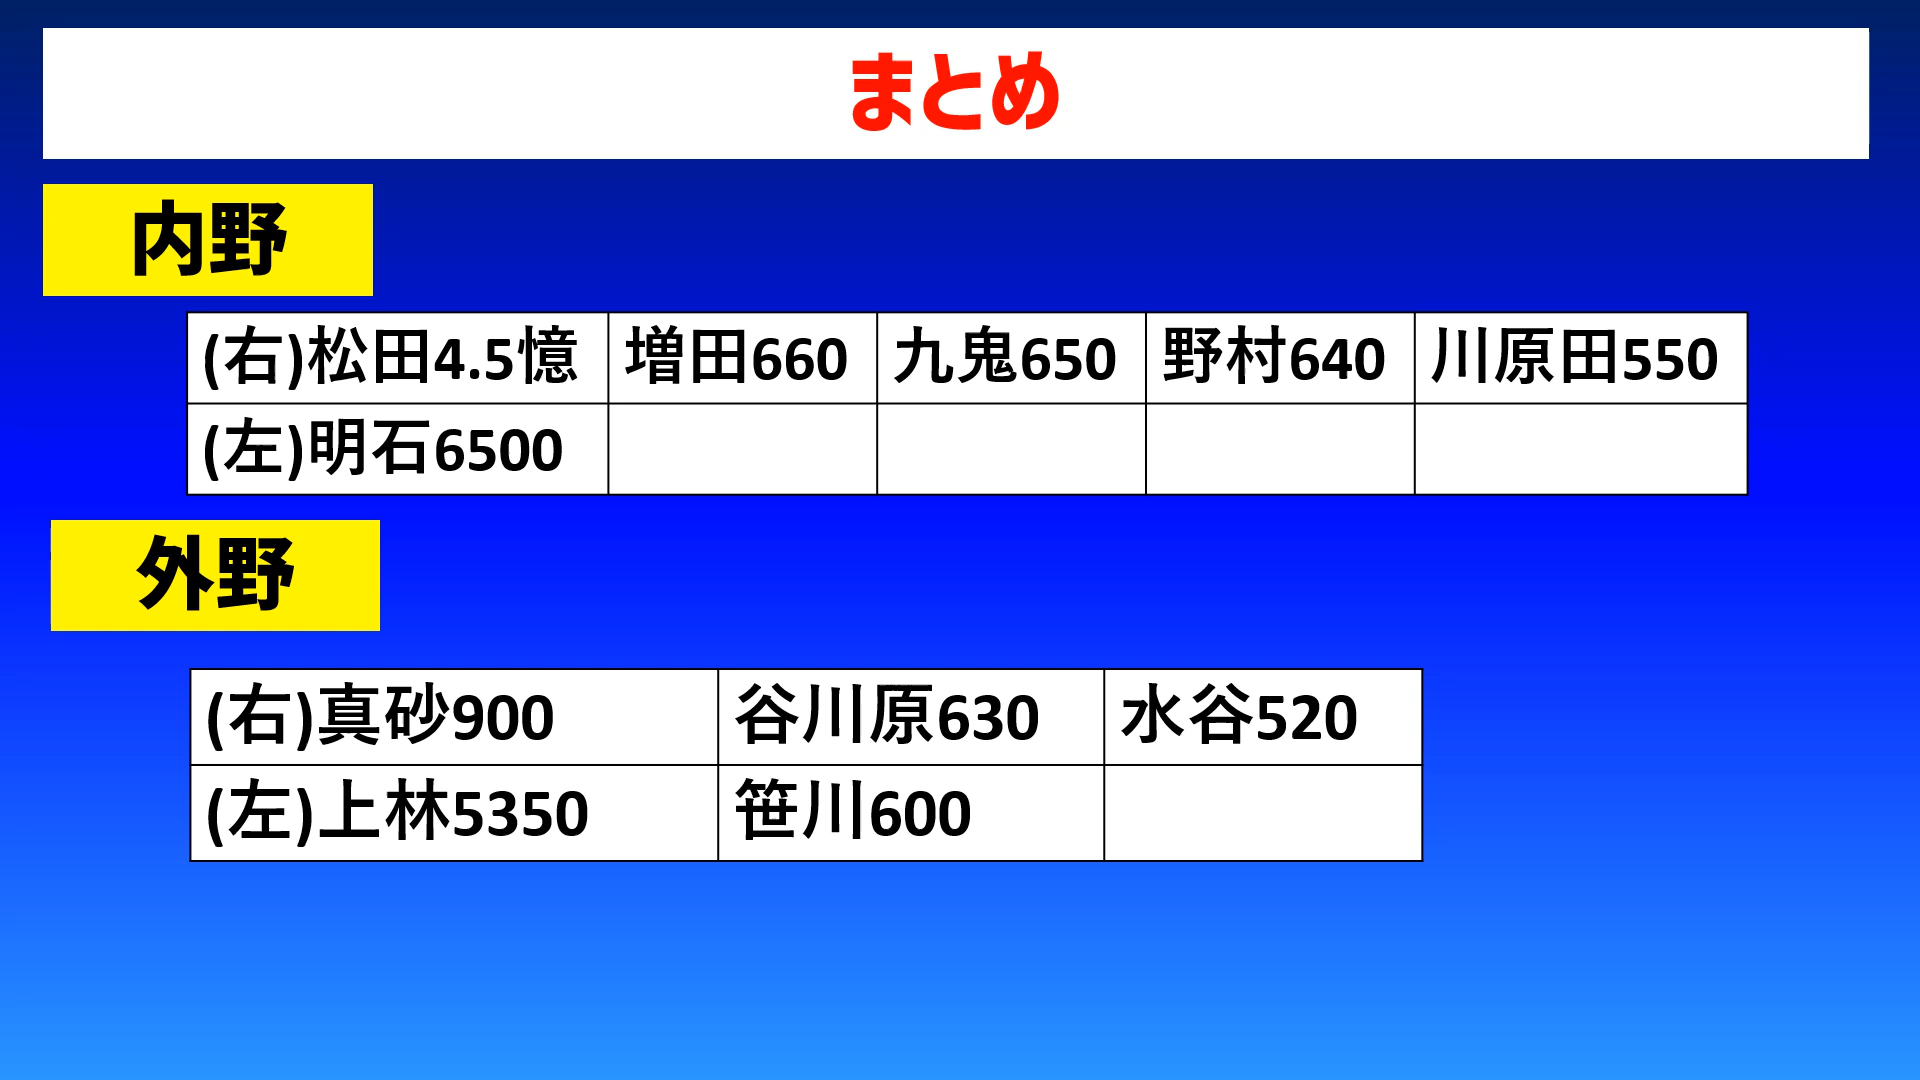 まとめ
内野
(右)松田4.5憶 増田660 九鬼650 野村640 川原田550
(左)明石6500
外野
(右)真砂900 谷川原630 水谷520
(左)上林5350 笹川600